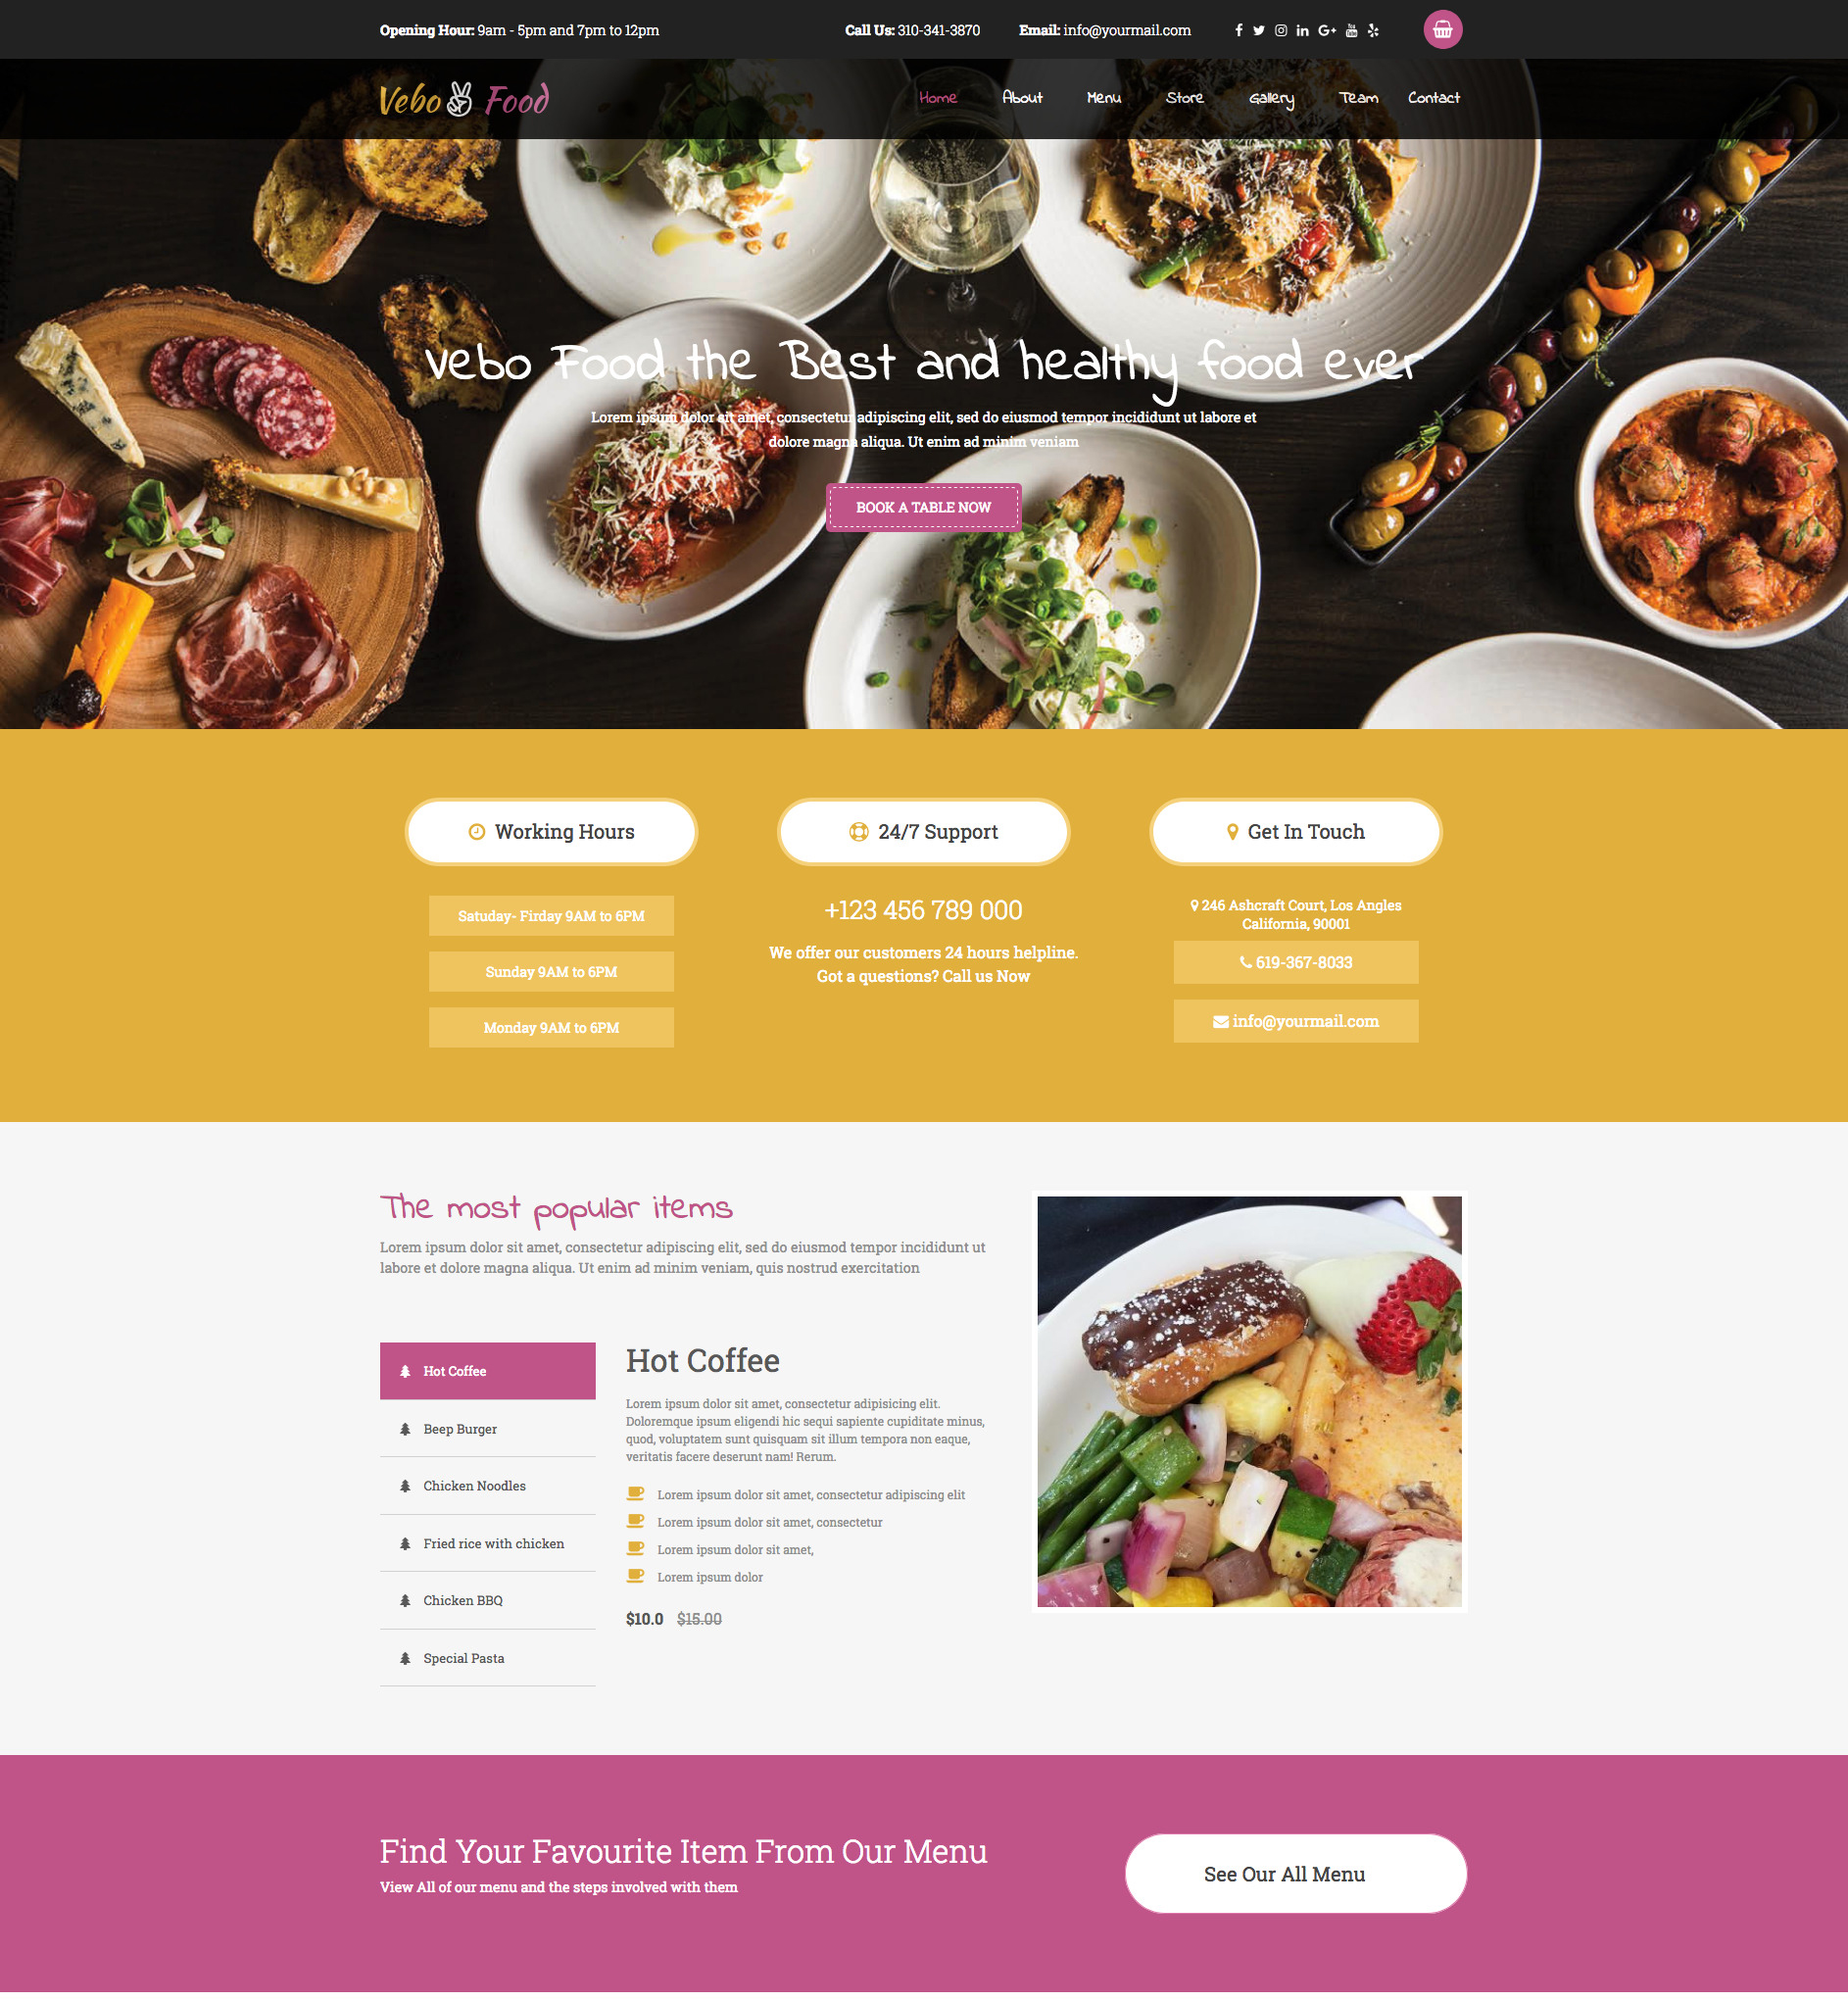 Opening Hour: 9am - 5pm and 7pm to 12pm
Call Us: 310-341-3870
Email: info@yourmail.com
Vebo Food
Home About Menu Store Gallery Team Contact
Vebo Food the Best and healthy food ever
Lorem ipsum dolor sit amet, consectetur adipiscing elit, sed do eiusmod tempor incididunt ut labore et
dolore magna aliqua. Ut enim ad minim veniam
BOOK A TABLE NOW
Working Hours
Satuday- Firday 9AM to 6PM
Sunday 9AM to 6PM
Monday 9AM to 6PM
24/7 Support
+123 456 789 000
We offer our customers 24 hours helpline.
Got a questions? Call us Now
Get In Touch
246 Ashcraft Court, Los Angles
California, 90001
619-367-8033
info@yourmail.com
The most popular items
Lorem ipsum dolor sit amet, consectetur adipiscing elit, sed do eiusmod tempor incididunt ut
labore et dolore magna aliqua. Ut enim ad minim veniam, quis nostrud exercitation
Hot Coffee
Beep Burger
Chicken Noodles
Fried rice with chicken
Chicken BBQ
Special Pasta
Hot Coffee
Lorem ipsum dolor sit amet, consectetur adipisicing elit.
Doloremque ipsum eligendi hic sequi sapiente cupiditate minus,
quod, voluptatem sunt quisquam sit illum tempora non eaque,
veritatis facere deserunt nam! Rerum.
Lorem ipsum dolor sit amet, consectetur adipiscing elit
Lorem ipsum dolor sit amet, consectetur
Lorem ipsum dolor sit amet,
Lorem ipsum dolor
$10.0 $15.00
Find Your Favourite Item From Our Menu
View All of our menu and the steps involved with them
See Our All Menu